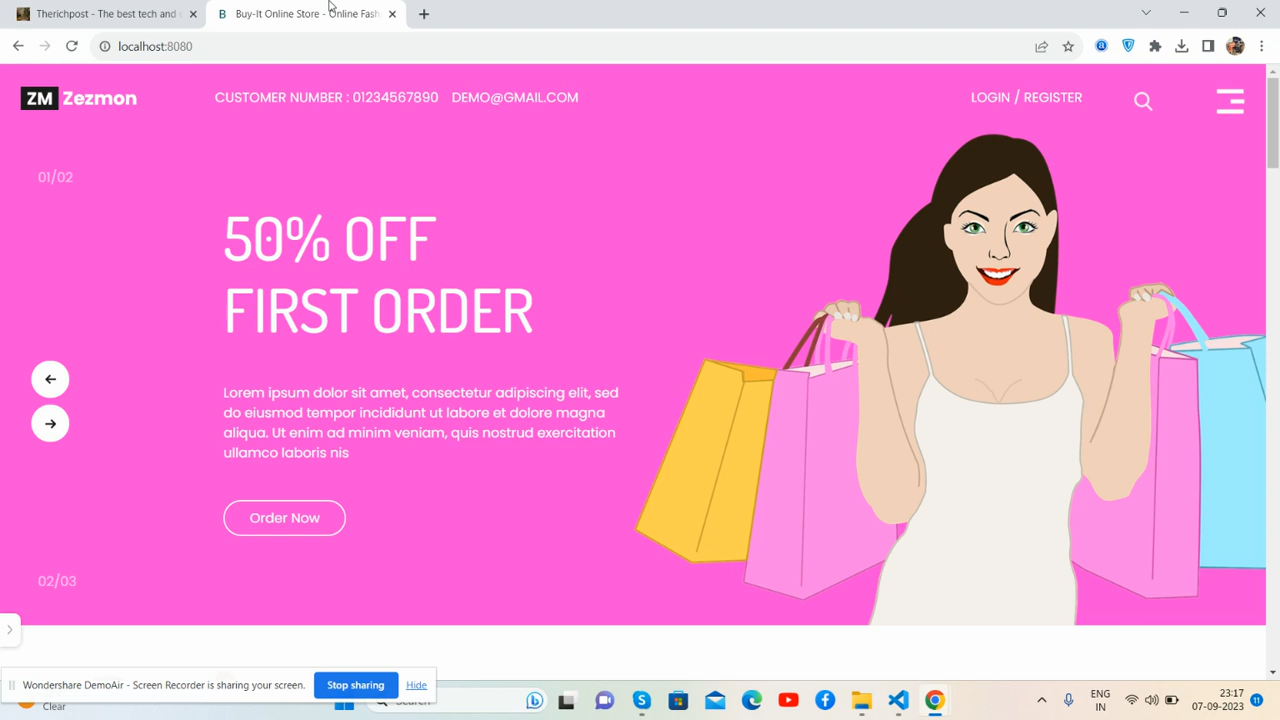 Therichpost - The best tech and
B Buy-It Online Store - Online Fash
localhost:8080
ZM Zezmon
CUSTOMER NUMBER : 01234567890 DEMO@GMAIL.COM
LOGIN / REGISTER
01/02
50% OFF
FIRST ORDER
Lorem ipsum dolor sit amet, consectetur adipiscing elit, sed
do eiusmod tempor incididunt ut labore et dolore magna
aliqua. Ut enim ad minim veniam, quis nostrud exercitation
ullamco laboris nis
Order Now
02/03
Wondershare DemoAir - Screen Recorder is sharing your screen.
Stop sharing
Hide
Clear
Search
ENG
IN
23:17
07-09-2023
11